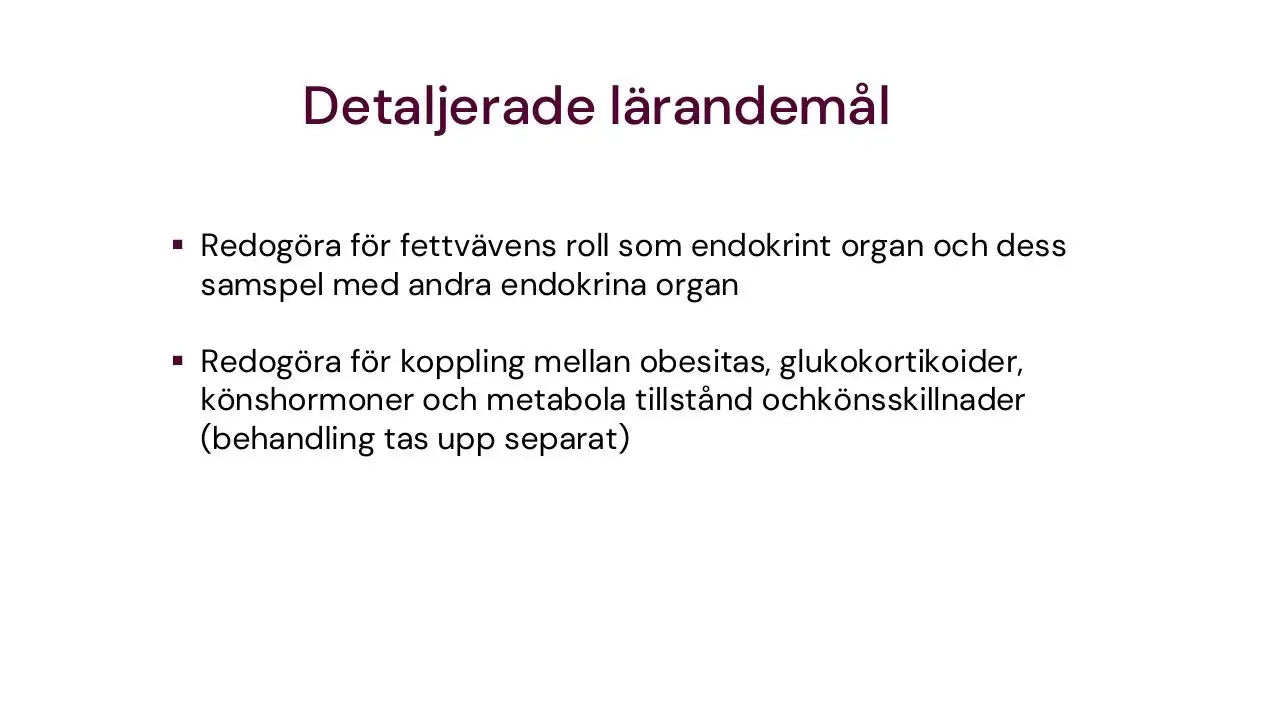 Detaljerade lärandemål
▪ Redogöra för fettvävens roll som endokrint organ och dess
samspel med andra endokrina organ
▪ Redogöra för koppling mellan obesitas, glukokortikoider,
könshormoner och metabola tillstånd ochkönsskillnader
(behandling tas upp separat)